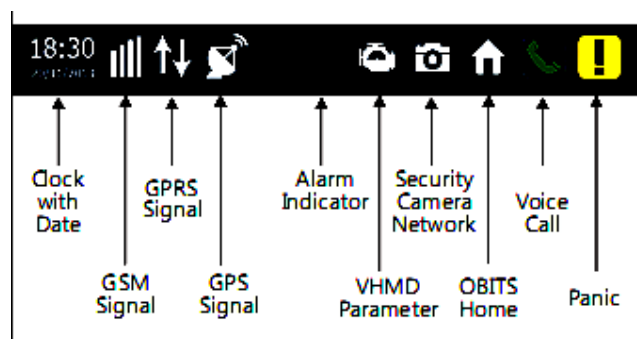 18:30
Clock
with
Date
GPRS
Signal
Alarm
Indicator
Security
Camera
Network
Voice
Call
GSM
Signal
GPS
Signal
VHMD
Parameter
OBITS
Home
Panic